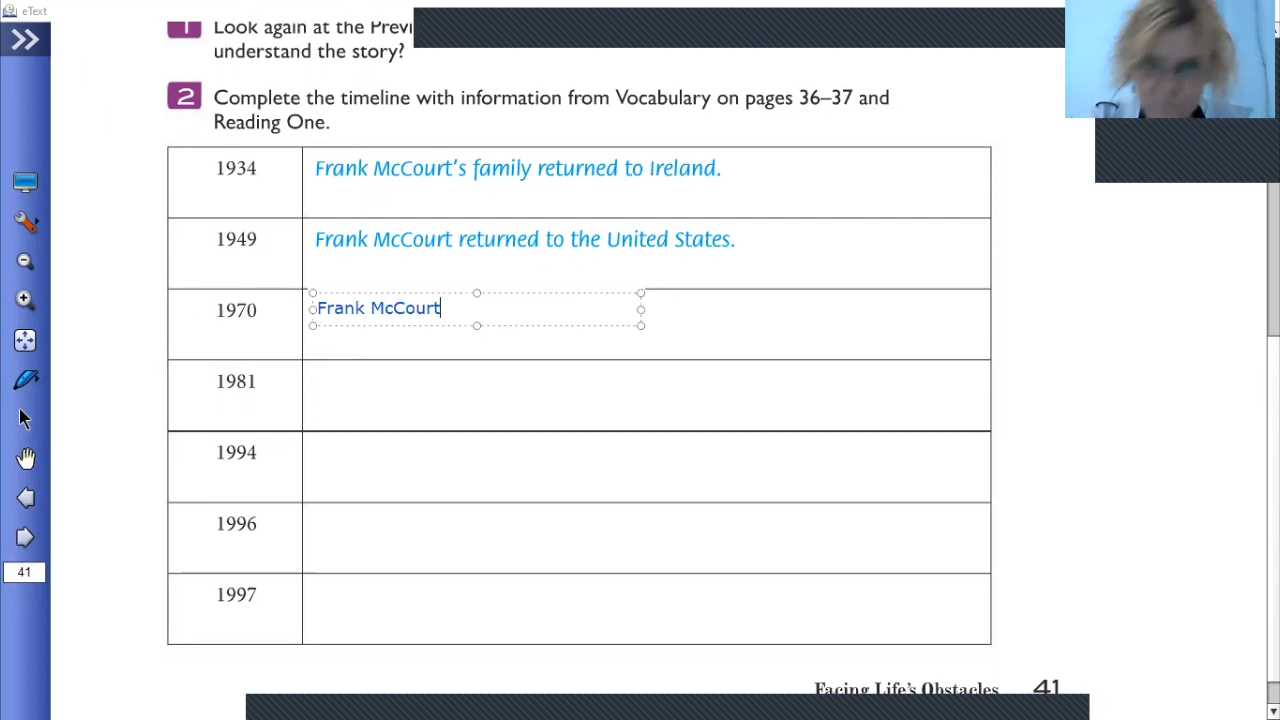 eText
1 Look again at the Previ
understand the story?
2 Complete the timeline with information from Vocabulary on pages 36–37 and
Reading One.
1934 Frank McCourt's family returned to Ireland.
1949 Frank McCourt returned to the United States.
1970 Frank McCourt
1981
1994
1996
1997
41
Facing Life's Obstacles 41